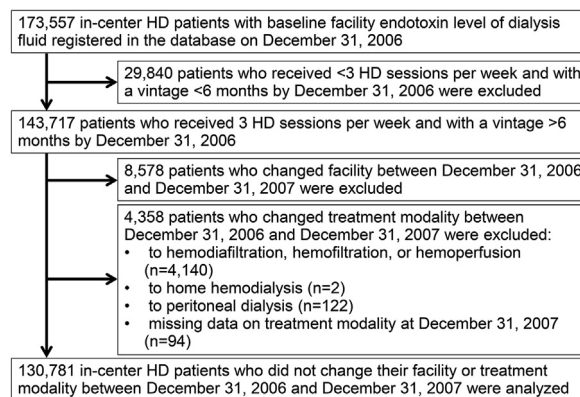 173,557 in-center HD patients with baseline facility endotoxin level of dialysis
fluid registered in the database on December 31, 2006
29,840 patients who received <3 HD sessions per week and with
a vintage <6 months by December 31, 2006 were excluded
143,717 patients who received 3 HD sessions per week and with a vintage >6
months by December 31, 2006
8,578 patients who changed facility between December 31, 2006
and December 31, 2007 were excluded
4,358 patients who changed treatment modality between
December 31, 2006 and December 31, 2007 were excluded:
• to hemodiafiltration, hemofiltration, or hemoperfusion
(n=4,140)
• to home hemodialysis (n=2)
• to peritoneal dialysis (n=122)
• missing data on treatment modality at December 31, 2007
(n=94)
130,781 in-center HD patients who did not change their facility or treatment
modality between December 31, 2006 and December 31, 2007 were analyzed